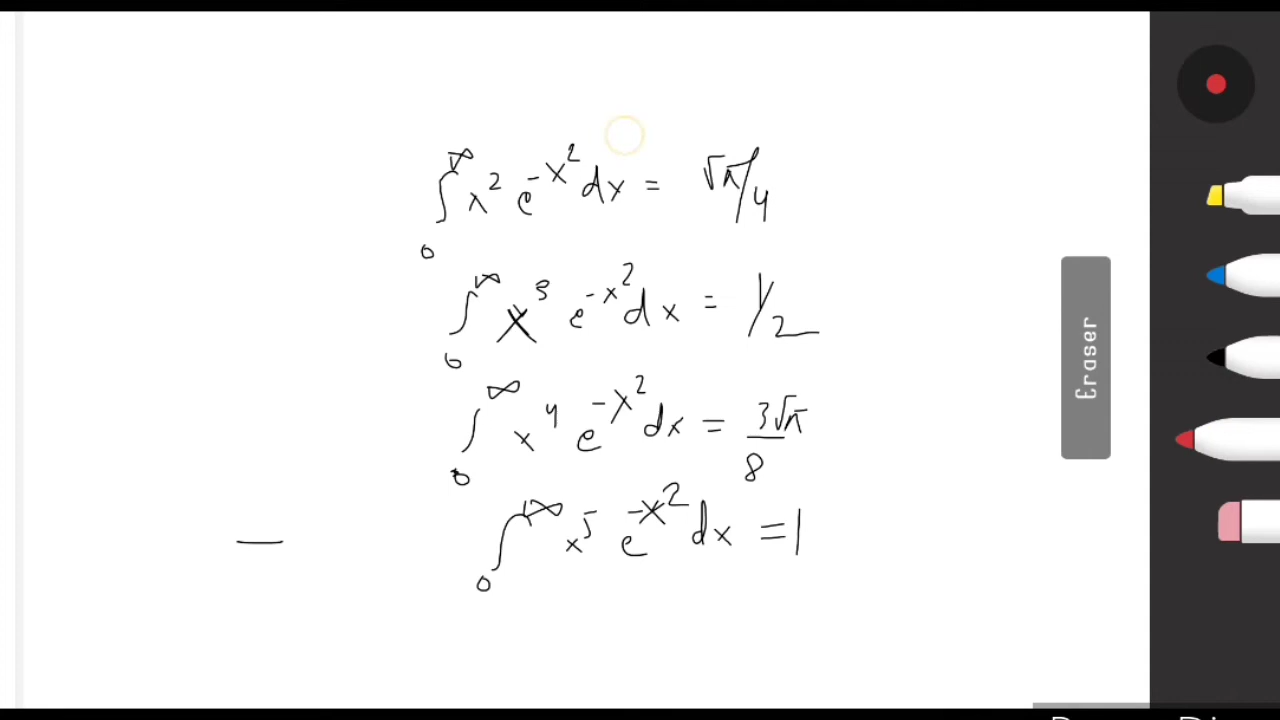 ∫₀^∞ x² e^{-x²} dx = √π/4
∫₀^∞ x³ e^{-x²} dx = 1/2
∫₀^∞ x⁴ e^{-x²} dx = 3√π/8
∫₀^∞ x⁵ e^{-x²} dx = 1
Eraser